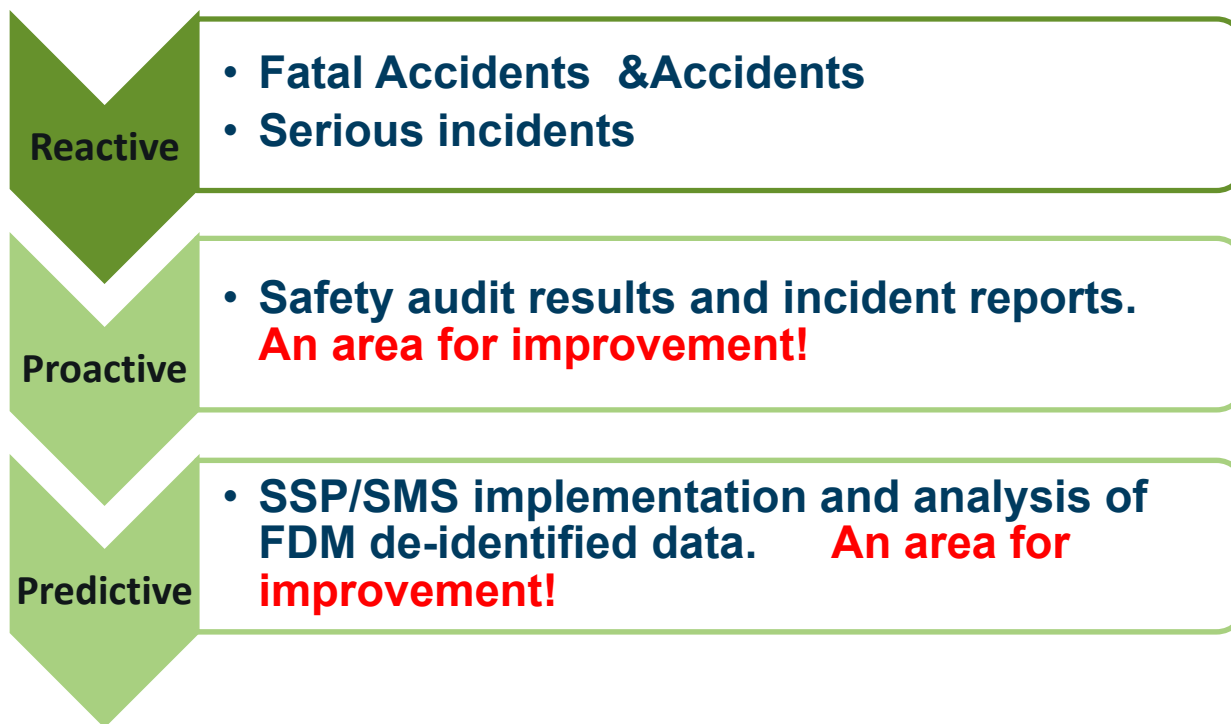 Reactive
• Fatal Accidents  &Accidents
• Serious incidents
Proactive
• Safety audit results and incident reports.
An area for improvement!
Predictive
• SSP/SMS implementation and analysis of
FDM de-identified data.      An area for
improvement!